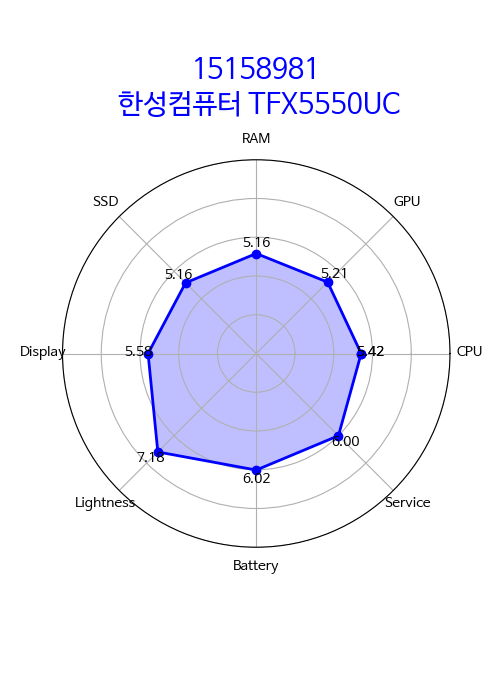 15158981
한성컴퓨터 TFX5550UC
RAM
SSD
GPU
5.16
5.16
5.21
Display
5.58
5.42
CPU
7.18
6.00
6.02
Lightness
Service
Battery